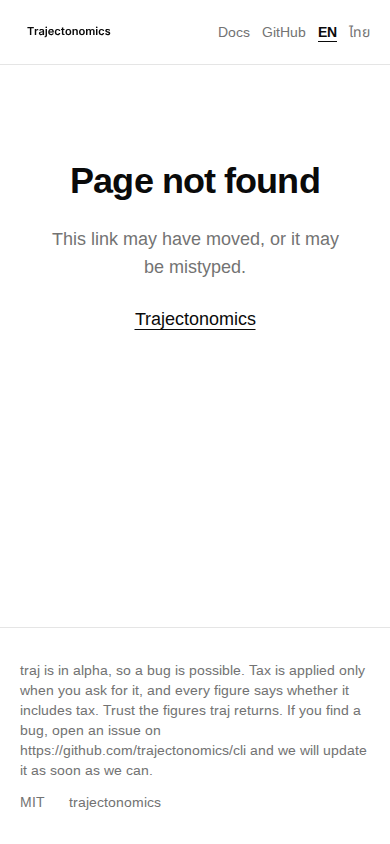 Trajectonomics
Docs GitHub EN ไทย
Page not found
This link may have moved, or it may
be mistyped.
Trajectonomics
traj is in alpha, so a bug is possible. Tax is applied only
when you ask for it, and every figure says whether it
includes tax. Trust the figures traj returns. If you find a
bug, open an issue on
https://github.com/trajectonomics/cli and we will update
it as soon as we can.
MIT trajectonomics